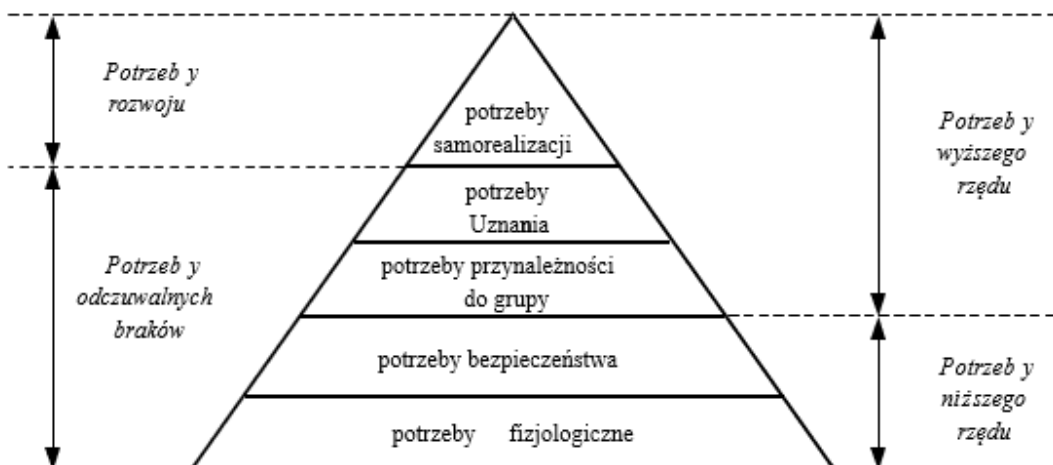 Potrzeb y
rozwoju
potrzeby
samorealizacji
Potrzeb y
wyższego
rzędu
potrzeby
Uznania
Potrzeb y
odczuwalnych
braków
potrzeby przynależności
do grupy
potrzeby bezpieczeństwa
Potrzeb y
niższego
rzędu
potrzeby fizjologiczne